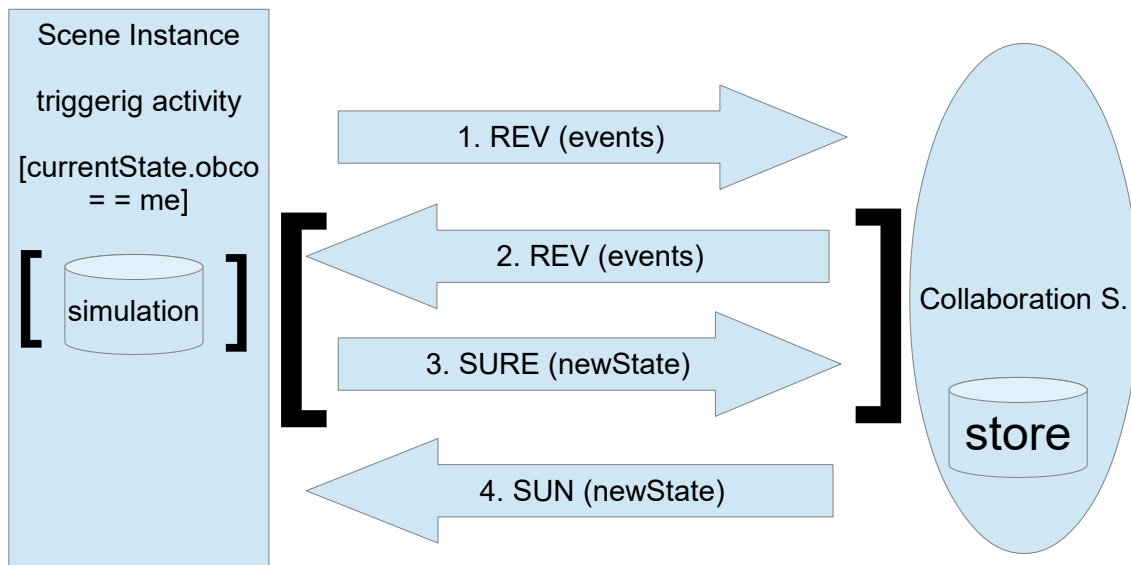 Scene Instance
triggerig activity
[currentState.obco
= = me]
[ simulation ]
1. REV (events)
[ 2. REV (events) ]
3. SURE (newState)
4. SUN (newState)
Collaboration S.
store